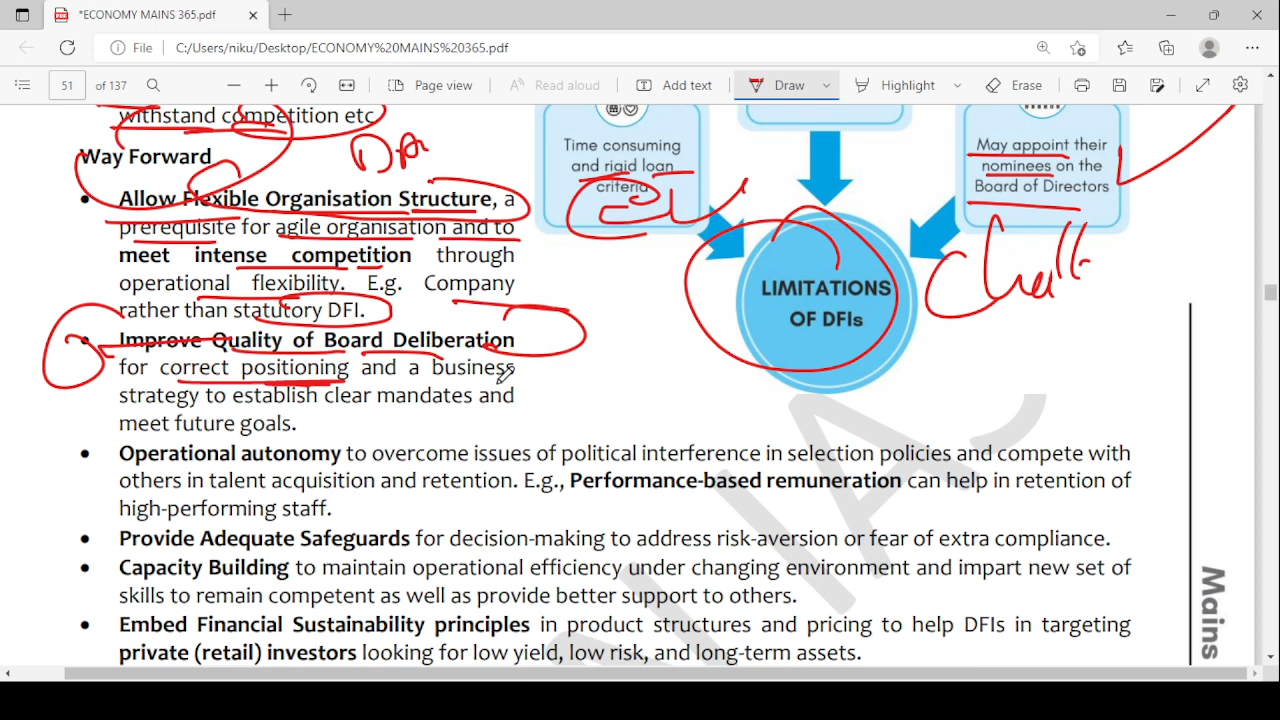 *ECONOMY MAINS 365.pdf
File
C:/Users/niku/Desktop/ECONOMY%20MAINS%20365.pdf
51 of 137
Page view
Read aloud
Add text
Draw
Highlight
Erase
withstand competition etc
Way Forward
• Allow Flexible Organisation Structure, a
prerequisite for agile organisation and to
meet intense competition through
operational flexibility. E.g. Company
rather than statutory DFI.
• Improve Quality of Board Deliberation
for correct positioning and a business
strategy to establish clear mandates and
meet future goals.
Time consuming
and rigid loan
criteria
May appoint their
nominees on the
Board of Directors
LIMITATIONS
OF DFIs
• Operational autonomy to overcome issues of political interference in selection policies and compete with
others in talent acquisition and retention. E.g., Performance-based remuneration can help in retention of
high-performing staff.
• Provide Adequate Safeguards for decision-making to address risk-aversion or fear of extra compliance.
• Capacity Building to maintain operational efficiency under changing environment and impart new set of
skills to remain competent as well as provide better support to others.
• Embed Financial Sustainability principles in product structures and pricing to help DFIs in targeting
private (retail) investors looking for low yield, low risk, and long-term assets.
Mains